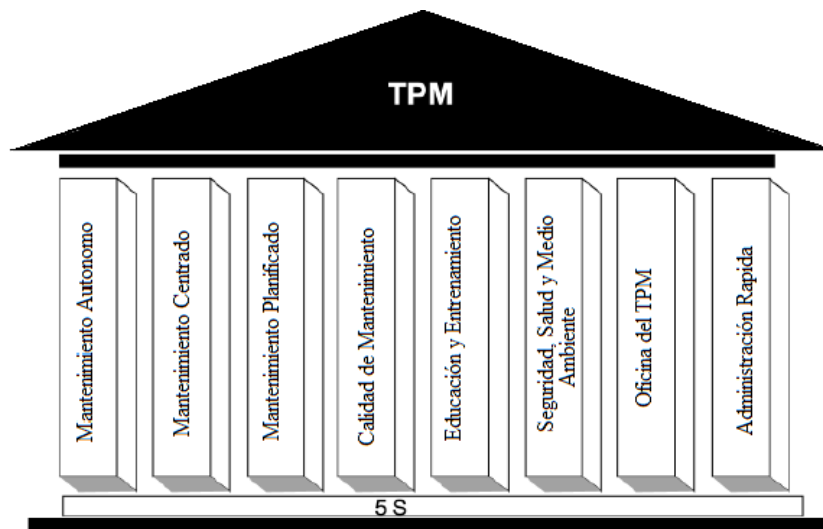 TPM
Mantenimiento Autonomo
Mantenimiento Centrado
Mantenimiento Planificado
Calidad de Mantenimiento
Educación y Entrenamiento
Seguridad, Salud y Medio
Ambiente
Oficina del TPM
Administración Rapida
5 S